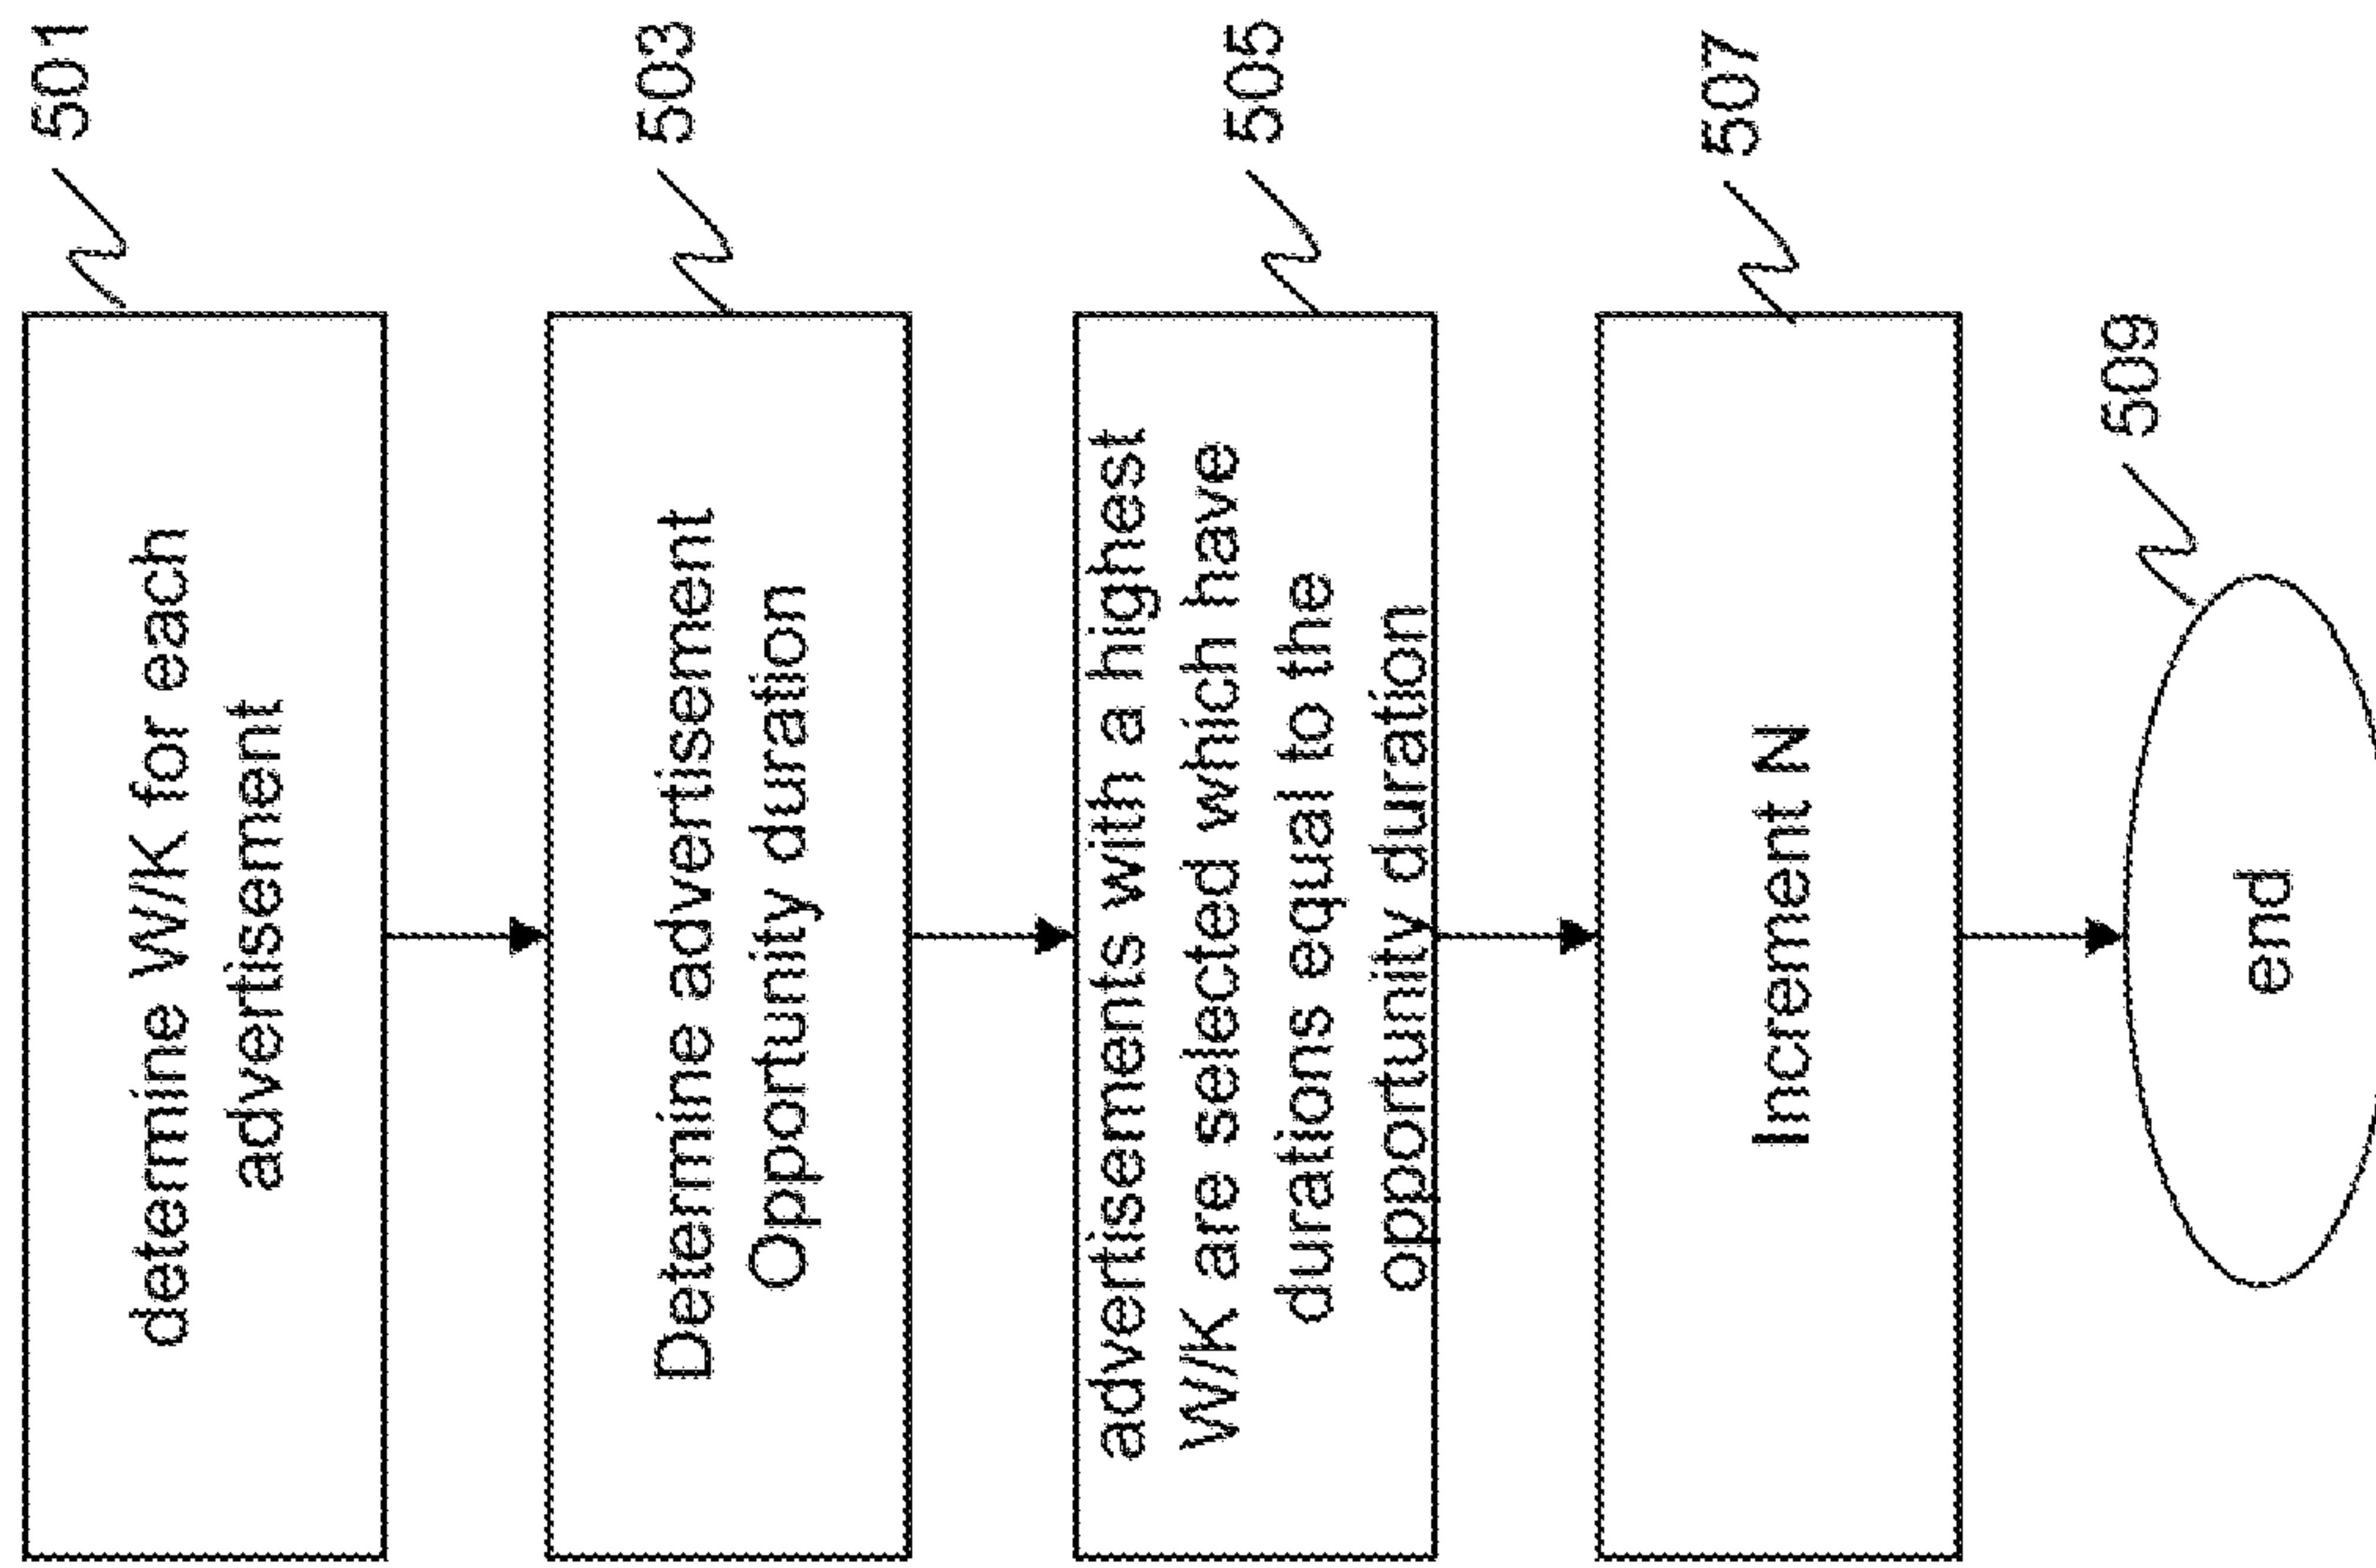 determine W/K for each
advertisement
501
Determine advertisement
Opportunity duration
503
advertisements with a highest
W/K are selected which have
durations equal to the
opportunity duration
505
Increment N
507
end
509